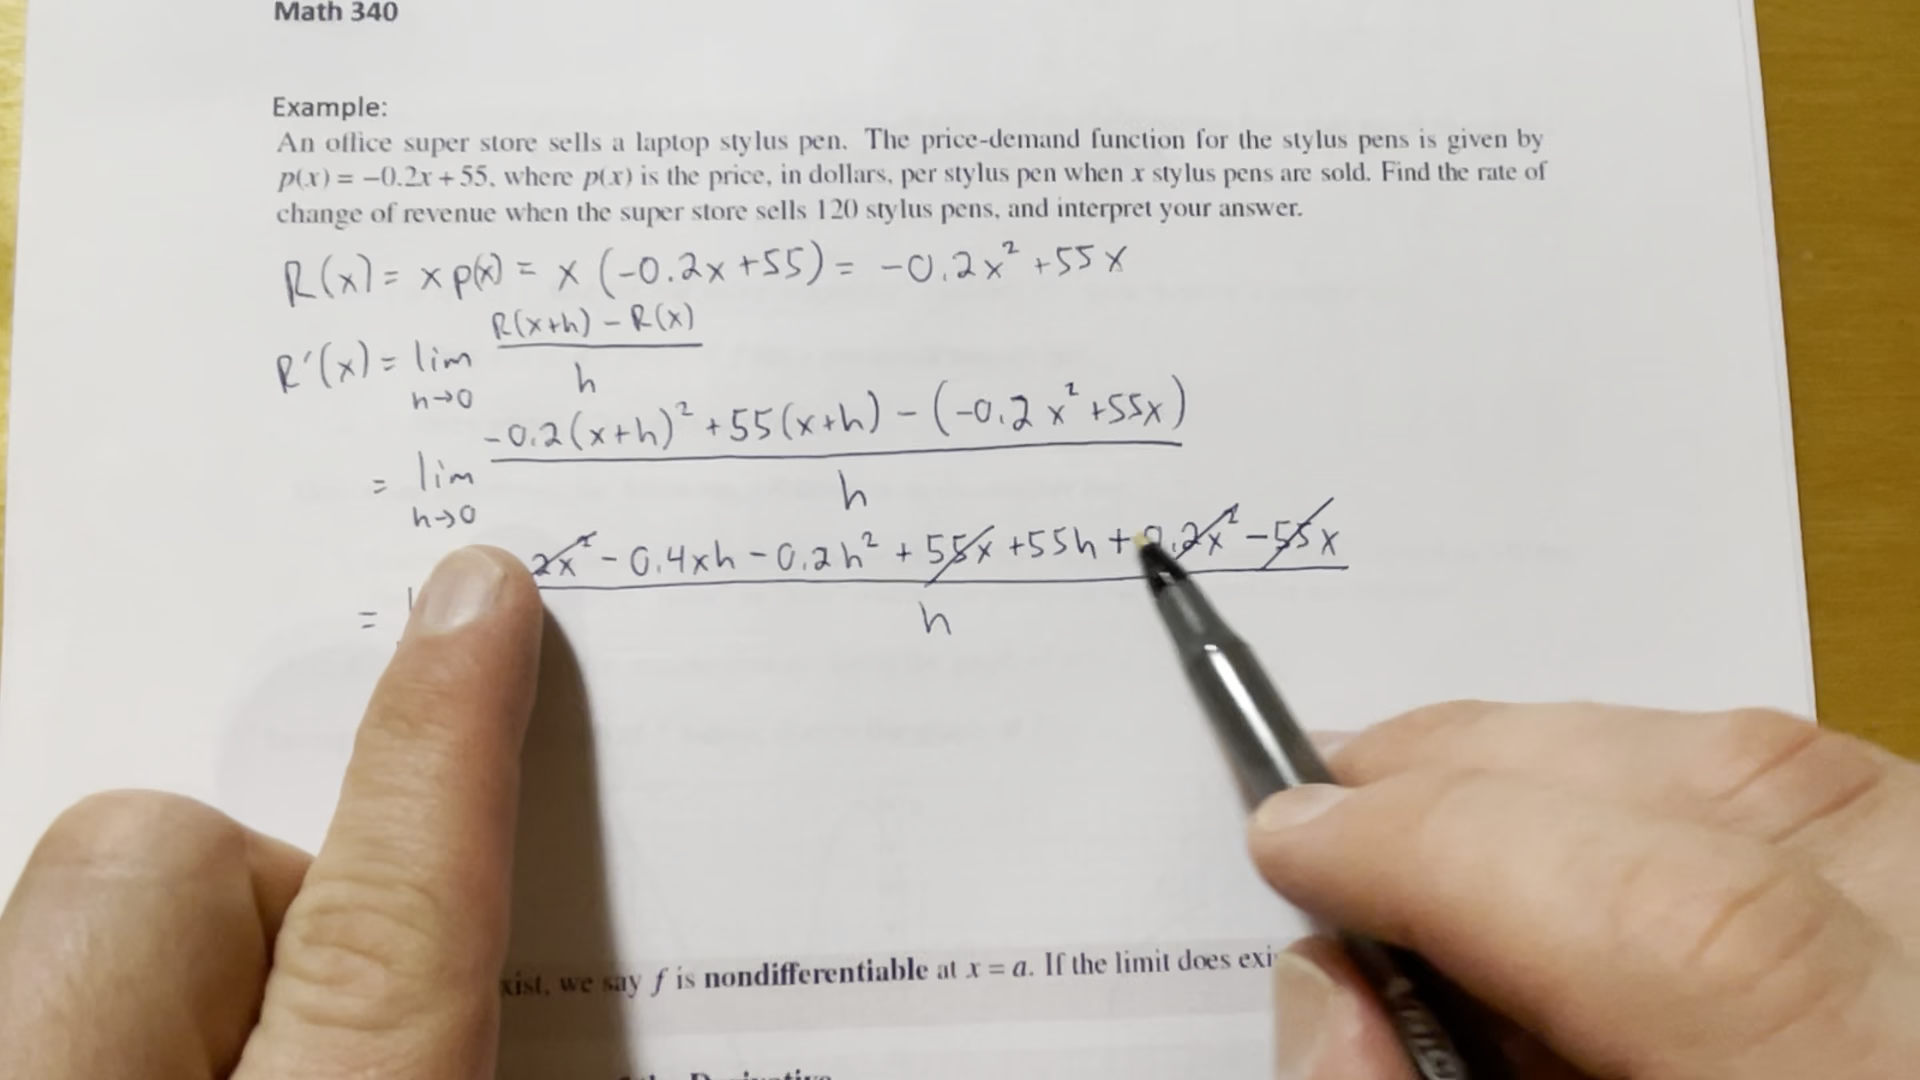 Math 340
Example:
An office super store sells a laptop stylus pen. The price-demand function for the stylus pens is given by
p(x) = −0.2x + 55, where p(x) is the price, in dollars, per stylus pen when x stylus pens are sold. Find the rate of
change of revenue when the super store sells 120 stylus pens, and interpret your answer.
R(x) = x p(x) = x (-0.2x +55) = -0.2x² +55x
R(x+h) - R(x)
R'(x) = lim
h
h→0
-0.2(x+h)² +55(x+h) - (-0.2x² +55x)
= lim
h
h→0
2x² - 0.4xh - 0.2h² + 55x +55h + 0.2x² - 55x
=
h
we say f is nondifferentiable at x = a. If the limit does
Derivative